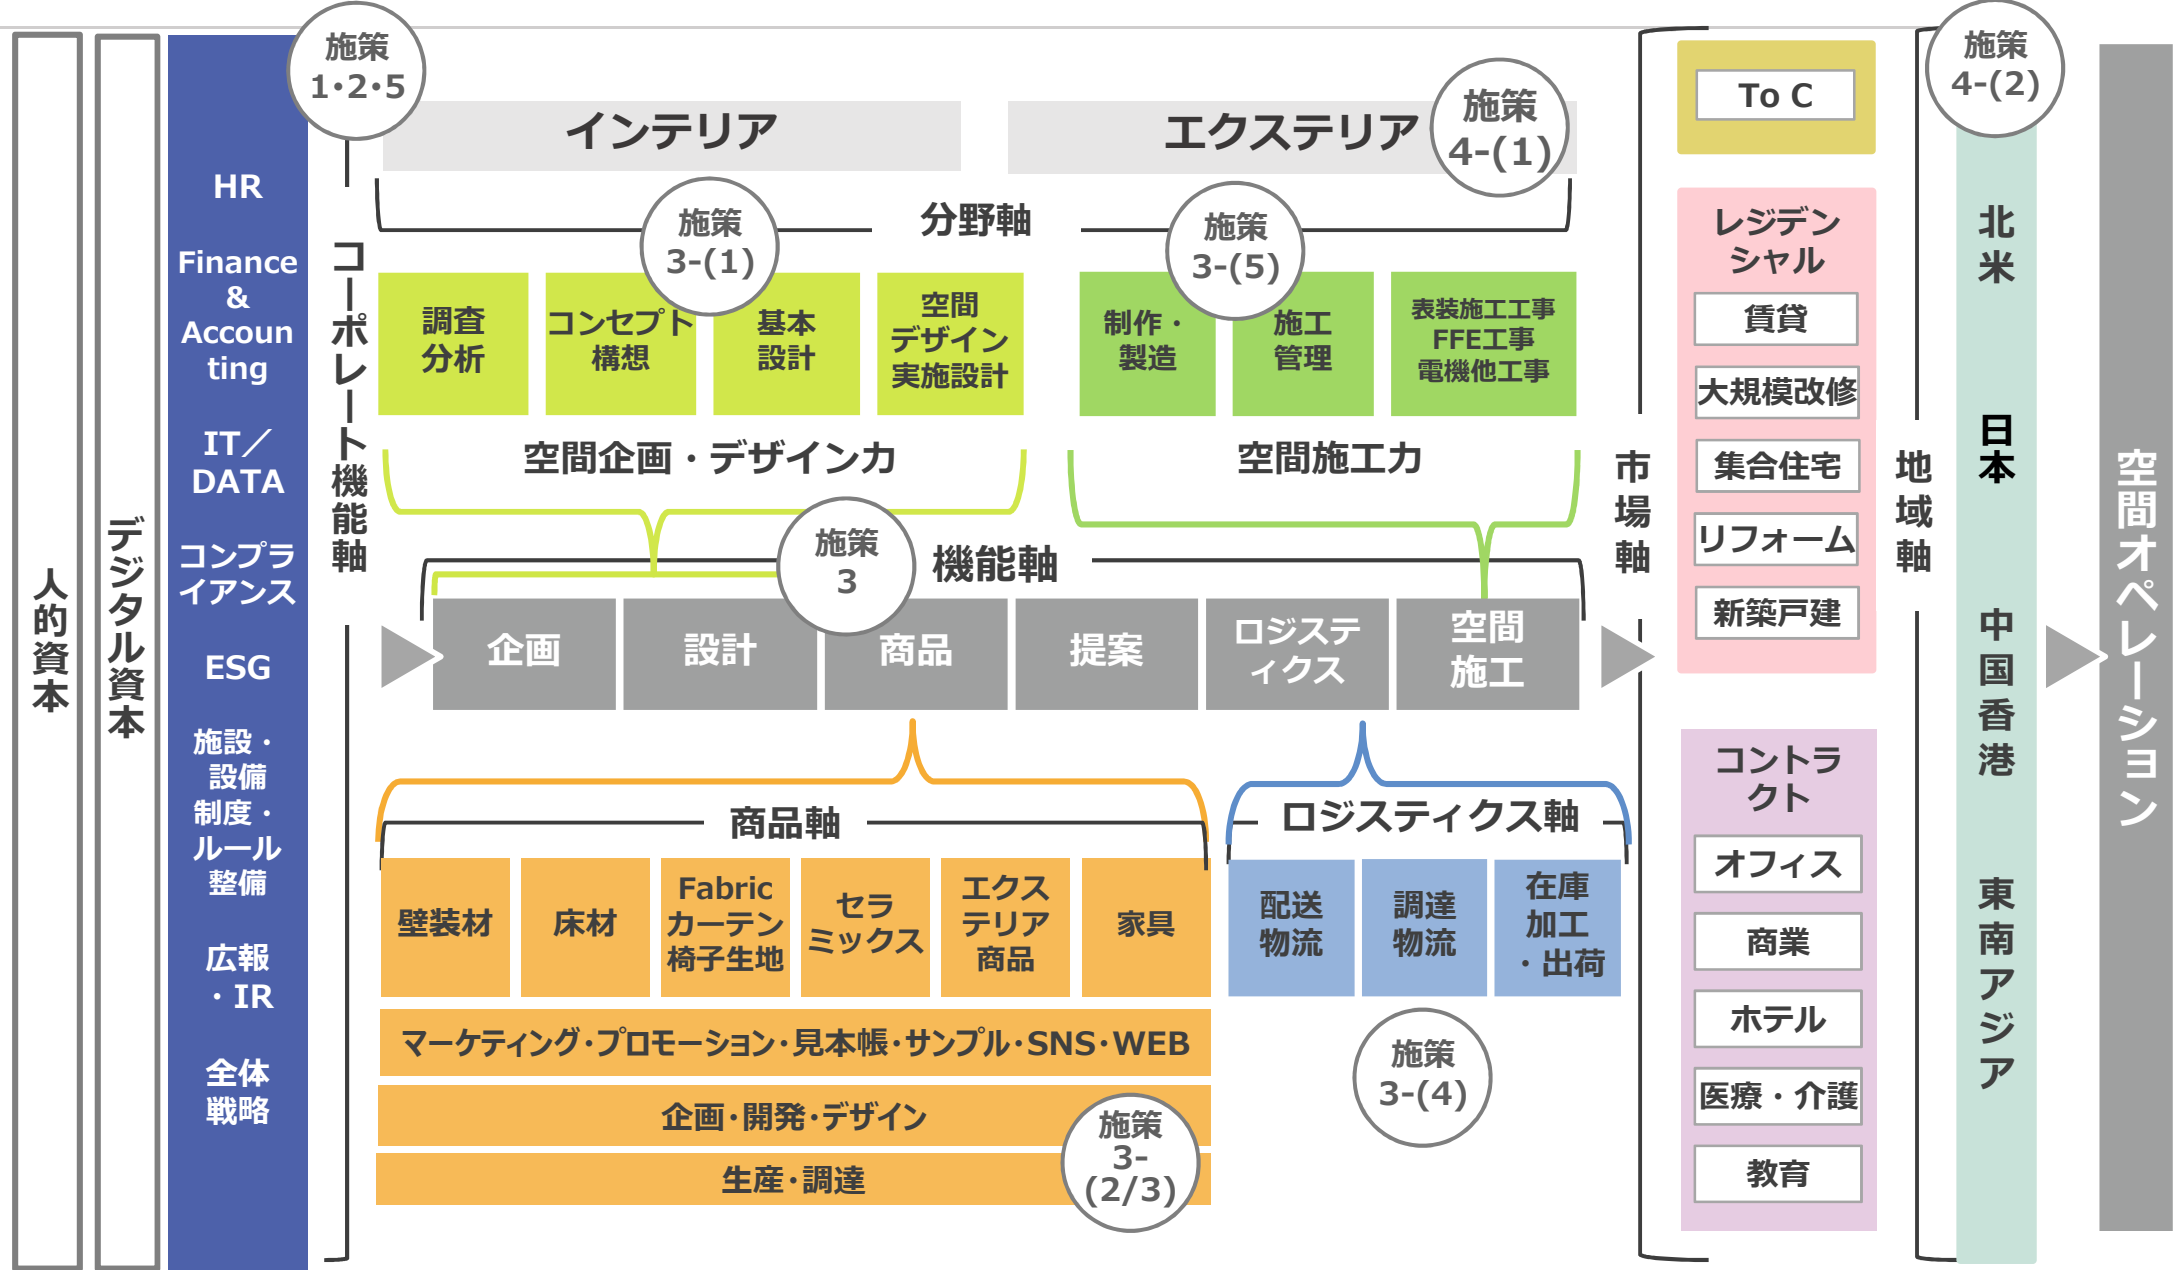 人的資本
デジタル資本
HR
Finance
&
Accoun
ting
IT／
DATA
コンプラ
イアンス
ESG
施設・
設備
制度・
ルール
整備
広報
・IR
全体
戦略
施策
1・2・5
コーポレート機能軸
インテリア
エクステリア
施策
4-(1)
分野軸
施策
3-(1)
施策
3-(5)
調査
分析
コンセプト
構想
基本
設計
空間
デザイン
実施設計
制作・
製造
施工
管理
表装施工工事
FFE工事
電機他工事
空間企画・デザイン力
空間施工力
施策
3
機能軸
企画
設計
商品
提案
ロジステ
ィクス
空間
施工
商品軸
ロジスティクス軸
壁装材
床材
Fabric
カーテン
椅子生地
セラ
ミックス
エクス
テリア
商品
家具
配送
物流
調達
物流
在庫
加工
・出荷
マーケティング・プロモーション・見本帳・サンプル・SNS・WEB
企画・開発・デザイン
生産・調達
施策
3-
(2/3)
施策
3-(4)
市場軸
To C
レジデン
シャル
賃貸
大規模改修
集合住宅
リフォーム
新築戸建
コントラ
クト
オフィス
商業
ホテル
医療・介護
教育
地域軸
施策
4-(2)
北米
日本
中国香港
東南アジア
空間オペレーション